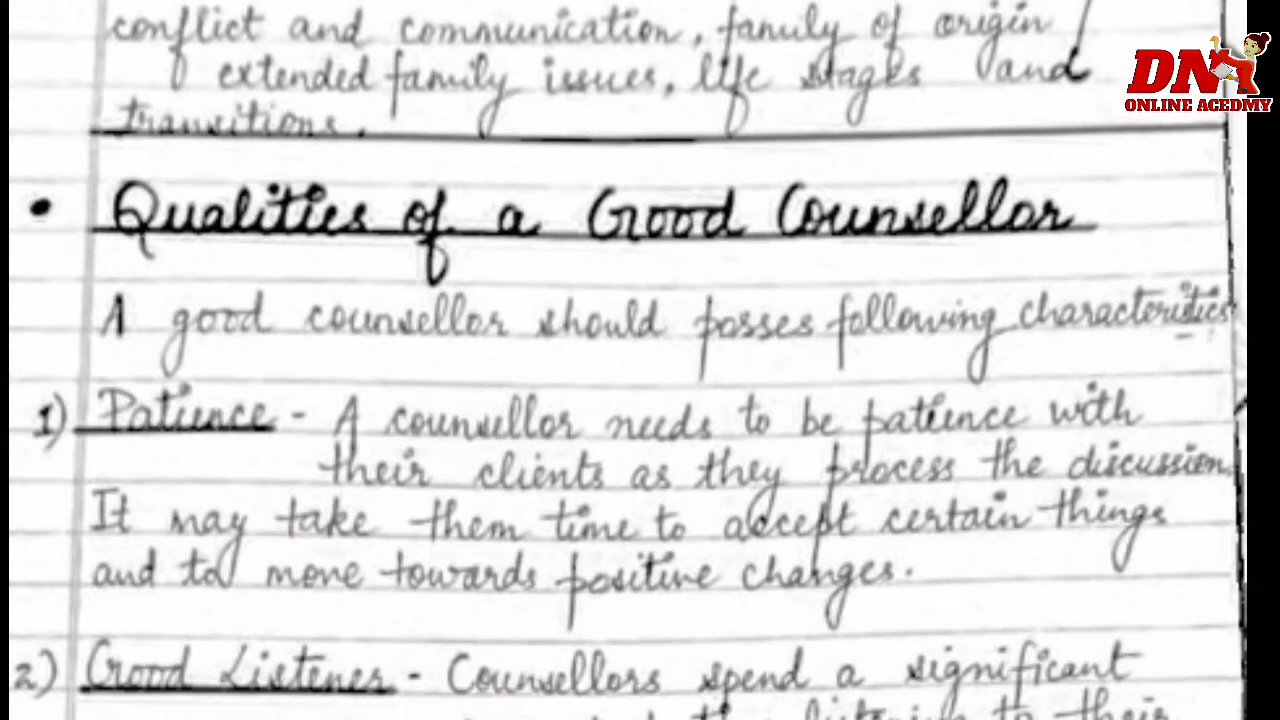 conflict and communication, family of origin /
extended family issues, life stages and
transitions.
DN
ONLINE ACEDMY
• Qualities of a Good Counsellor
A good counsellor should posses following characteristics
1) Patience - A counsellor needs to be patience with
their clients as they process the discussion.
It may take them time to accept certain things
and to move towards positive changes.
2) Good Listener - Counsellors spend a significant
listening to their